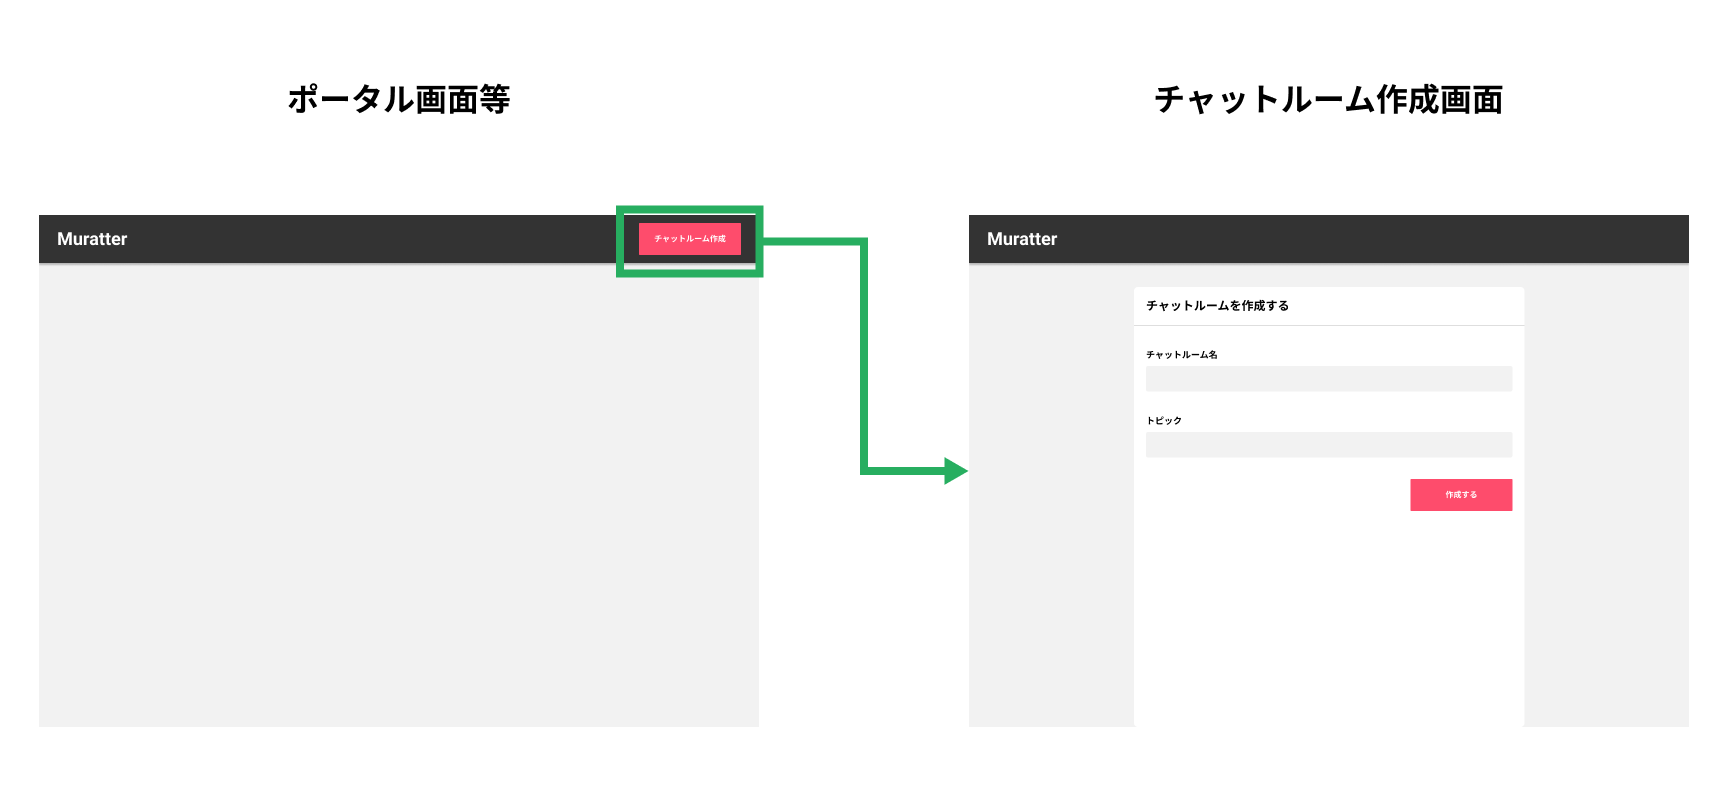 ポータル画面等
チャットルーム作成画面
Muratter
チャットルーム作成
Muratter
チャットルームを作成する
チャットルーム名
トピック
作成する